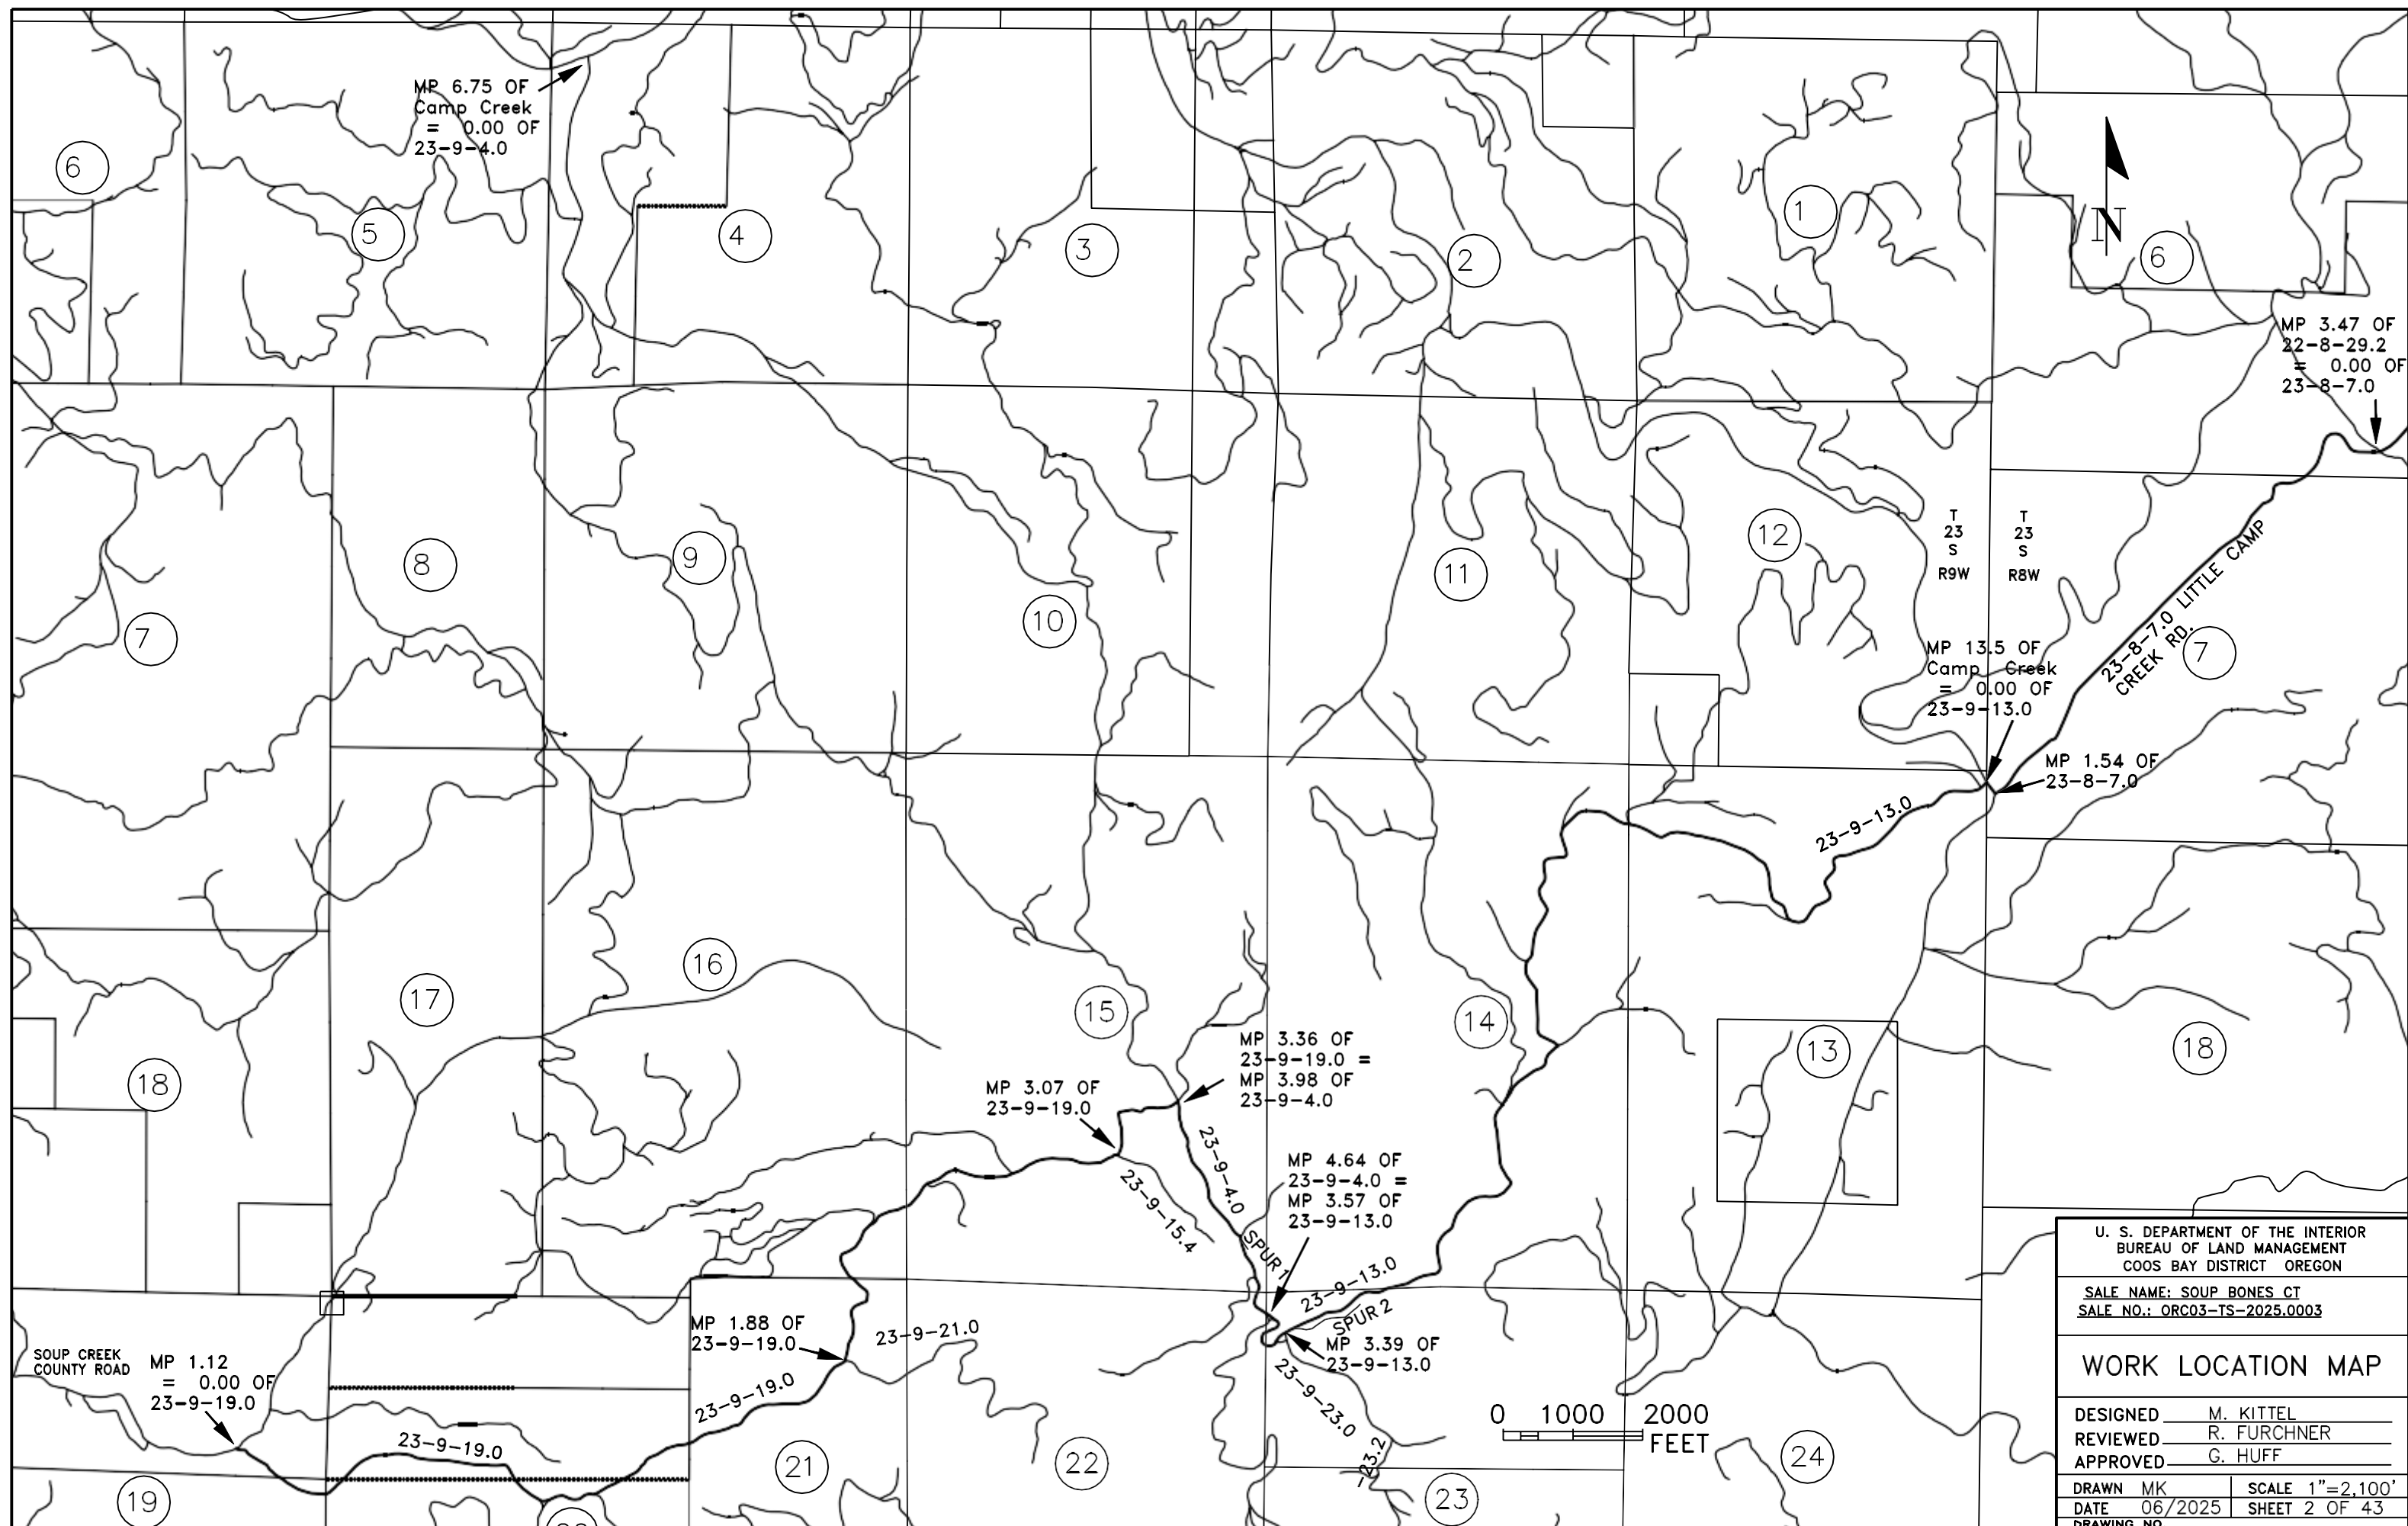 MP 6.75 OF
Camp Creek
= 0.00 OF
23-9-4.0
6
5
4
3
2
1
N
6
MP 3.47 OF
22-8-29.2
= 0.00 OF
23-8-7.0
7
8
9
10
11
12
T
23
S
R9W
T
23
S
R8W
23-8-7.0 LITTLE CAMP
CREEK RD.
7
MP 13.5 OF
Camp Creek
= 0.00 OF
23-9-13.0
MP 1.54 OF
23-8-7.0
23-9-13.0
18
17
16
15
14
13
18
MP 3.36 OF
23-9-19.0 =
MP 3.98 OF
23-9-4.0
MP 3.07 OF
23-9-19.0
23-9-4.0
23-9-15.4
MP 4.64 OF
23-9-4.0 =
MP 3.57 OF
23-9-13.0
SPUR 1
23-9-13.0
SPUR 2
MP 3.39 OF
23-9-13.0
23-9-23.0
-23.2
MP 1.88 OF
23-9-19.0
23-9-21.0
23-9-19.0
SOUP CREEK
COUNTY ROAD
MP 1.12
= 0.00 OF
23-9-19.0
23-9-19.0
19
21
22
23
24
0 1000 2000
FEET
U. S. DEPARTMENT OF THE INTERIOR
BUREAU OF LAND MANAGEMENT
COOS BAY DISTRICT OREGON
SALE NAME: SOUP BONES CT
SALE NO.: ORC03-TS-2025.0003
WORK LOCATION MAP
DESIGNED M. KITTEL
REVIEWED R. FURCHNER
APPROVED G. HUFF
DRAWN MK SCALE 1"=2,100'
DATE 06/2025 SHEET 2 OF 43
DRAWING NO.